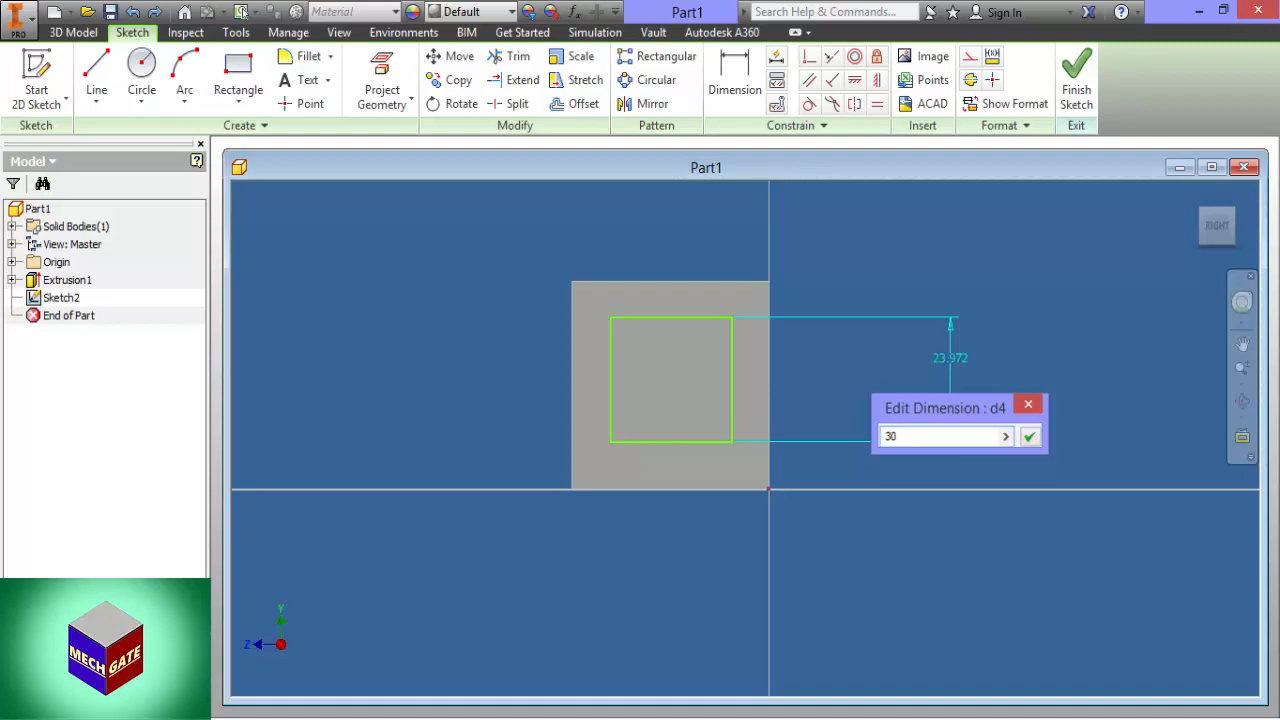 Material
Default
Part1
Search Help & Commands...
Sign In
PRO
3D Model
Sketch
Inspect
Tools
Manage
View
Environments
BIM
Get Started
Simulation
Vault
Autodesk A360
Start
2D Sketch
Line
Circle
Arc
Rectangle
Fillet
Text
Point
Project
Geometry
Move
Copy
Rotate
Trim
Extend
Split
Scale
Stretch
Offset
Rectangular
Circular
Mirror
Dimension
Image
Points
ACAD
Show Format
Finish
Sketch
Sketch
Create
Modify
Pattern
Constrain
Insert
Format
Exit
Model
Part1
Solid Bodies(1)
View: Master
Origin
Extrusion1
Sketch2
End of Part
Part1
RIGHT
23.972
Edit Dimension : d4
30
Y
Z
MECH GATE